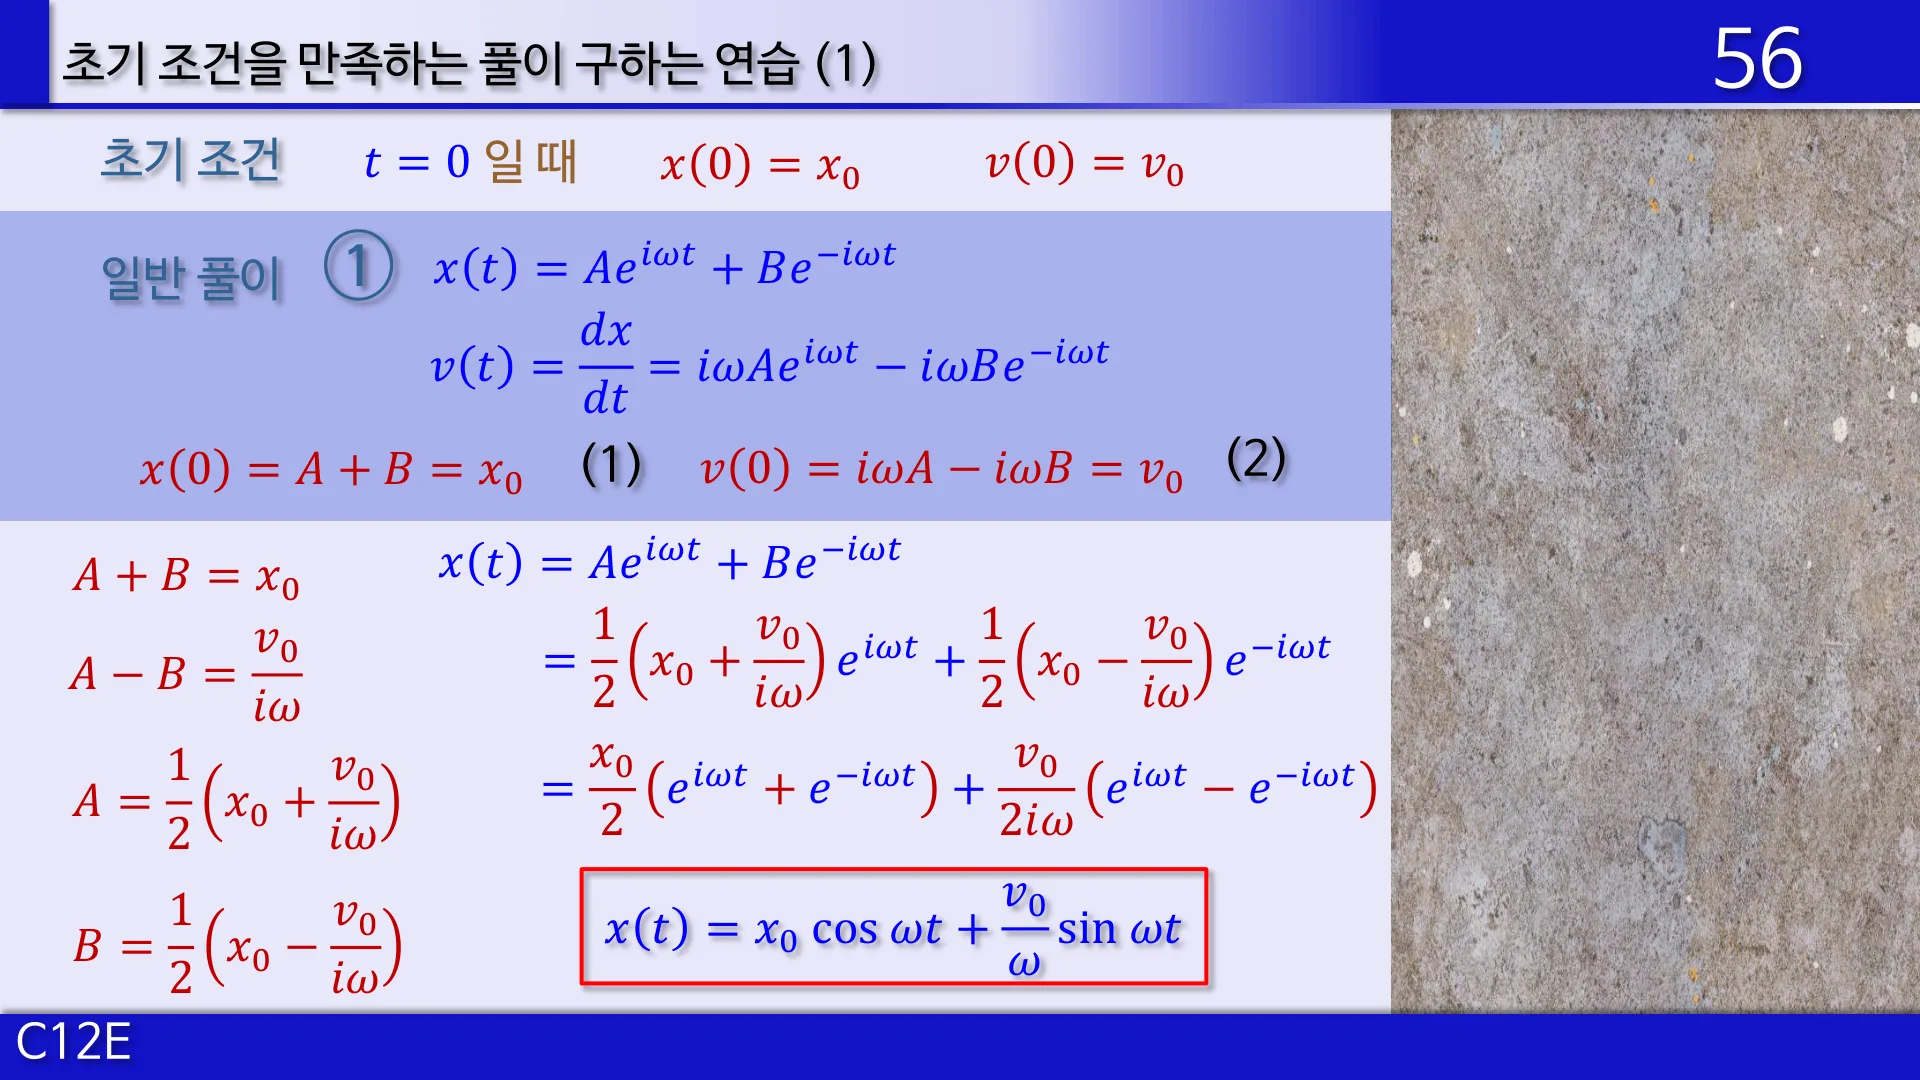 초기 조건을 만족하는 풀이 구하는 연습 (1)
56
초기 조건 t = 0 일 때 x(0) = x₀ v(0) = v₀
일반 풀이 ① x(t) = Ae^{iωt} + Be^{−iωt}
v(t) = dx/dt = iωAe^{iωt} − iωBe^{−iωt}
x(0) = A + B = x₀ (1) v(0) = iωA − iωB = v₀ (2)
A + B = x₀
A − B = v₀/iω
A = 1/2 (x₀ + v₀/iω)
B = 1/2 (x₀ − v₀/iω)
x(t) = Ae^{iωt} + Be^{−iωt}
= 1/2 (x₀ + v₀/iω) e^{iωt} + 1/2 (x₀ − v₀/iω) e^{−iωt}
= x₀/2 (e^{iωt} + e^{−iωt}) + v₀/2iω (e^{iωt} − e^{−iωt})
x(t) = x₀ cos ωt + v₀/ω sin ωt
C12E